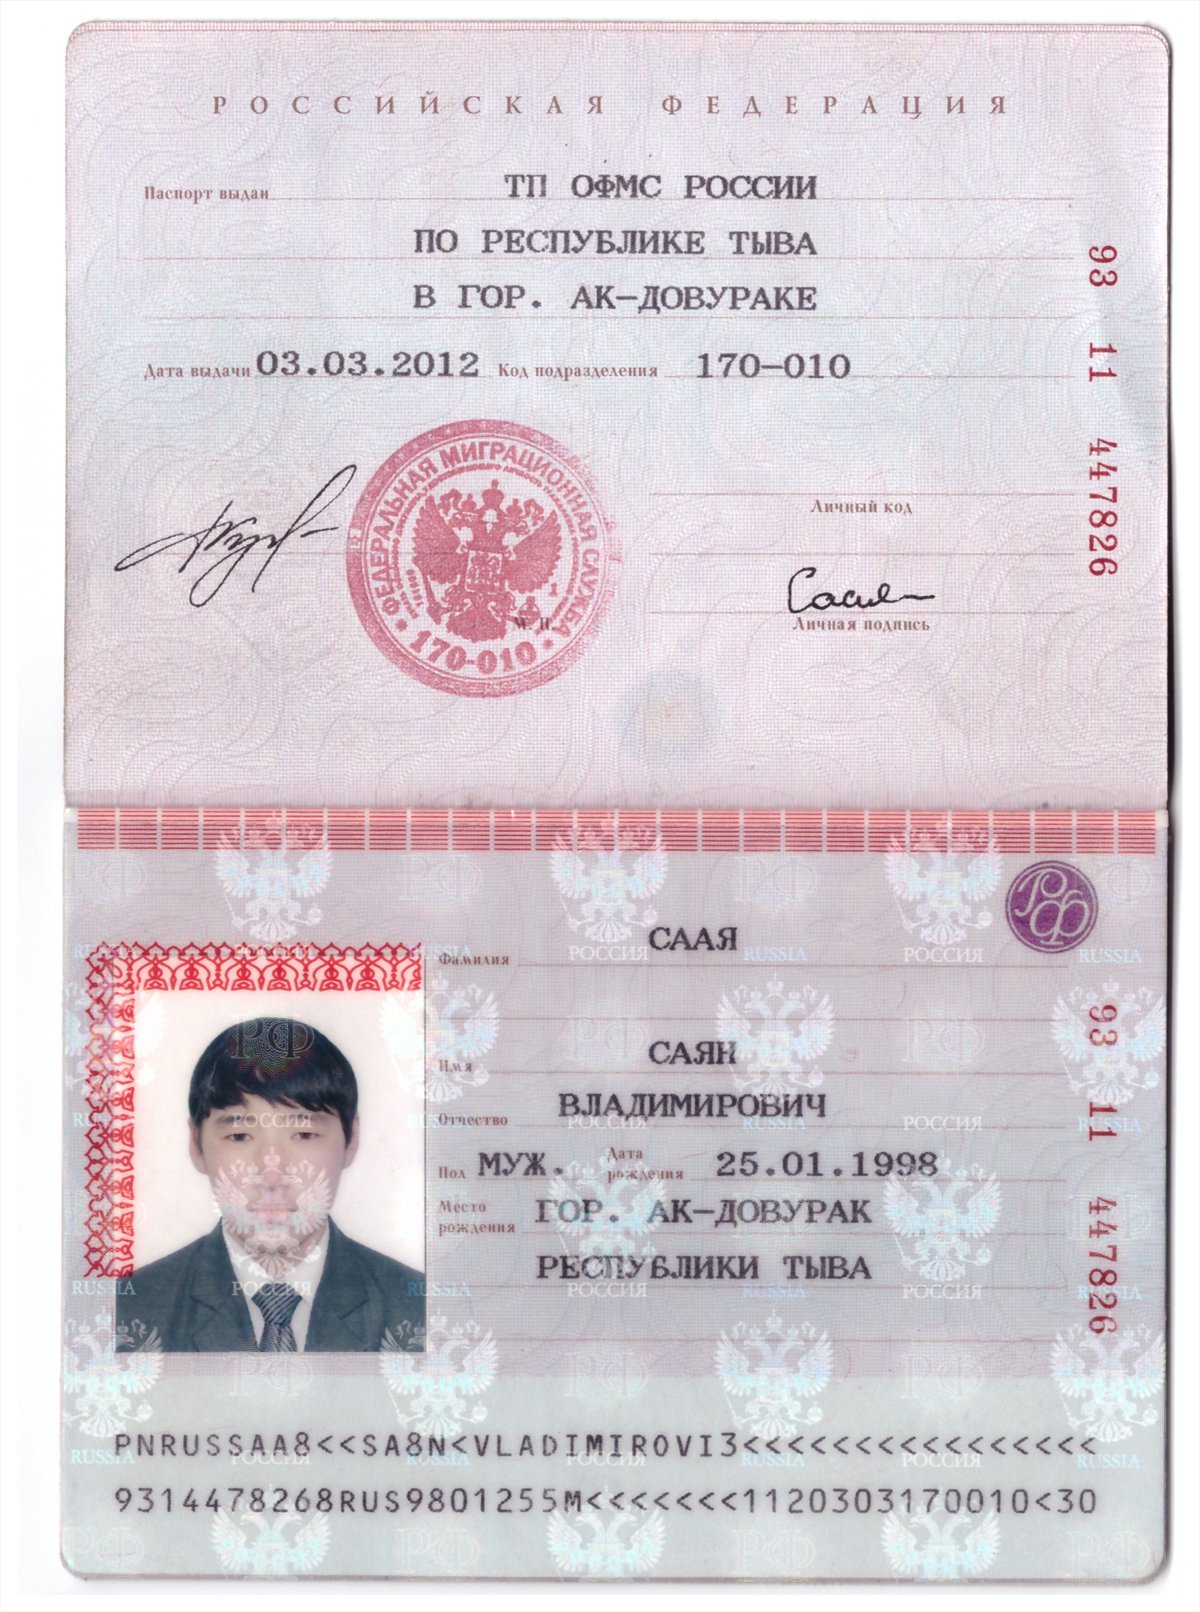 РОССИЙСКАЯ ФЕДЕРАЦИЯ
Паспорт выдан ТП ОФМС РОССИИ
ПО РЕСПУБЛИКЕ ТЫВА
В ГОР. АК-ДОВУРАКЕ
Дата выдачи 03.03.2012 Код подразделения 170-010
93 11 447826
ФЕДЕРАЛЬНАЯ МИГРАЦИОННАЯ СЛУЖБА
170-010
М. П.
Личный код
Личная подпись
РФ
Фамилия СААЯ
Имя САЯН
Отчество ВЛАДИМИРОВИЧ
Пол МУЖ. Дата рождения 25.01.1998
Место рождения ГОР. АК-ДОВУРАК
РЕСПУБЛИКИ ТЫВА
93 11 447826
РОССИЯ RUSSIA
PNRUSSAA8<<SA8N<VLADIMIROVI3<<<<<<<<<<<<<<<<
9314478268RUS9801255M<<<<<<<1120303170010<30